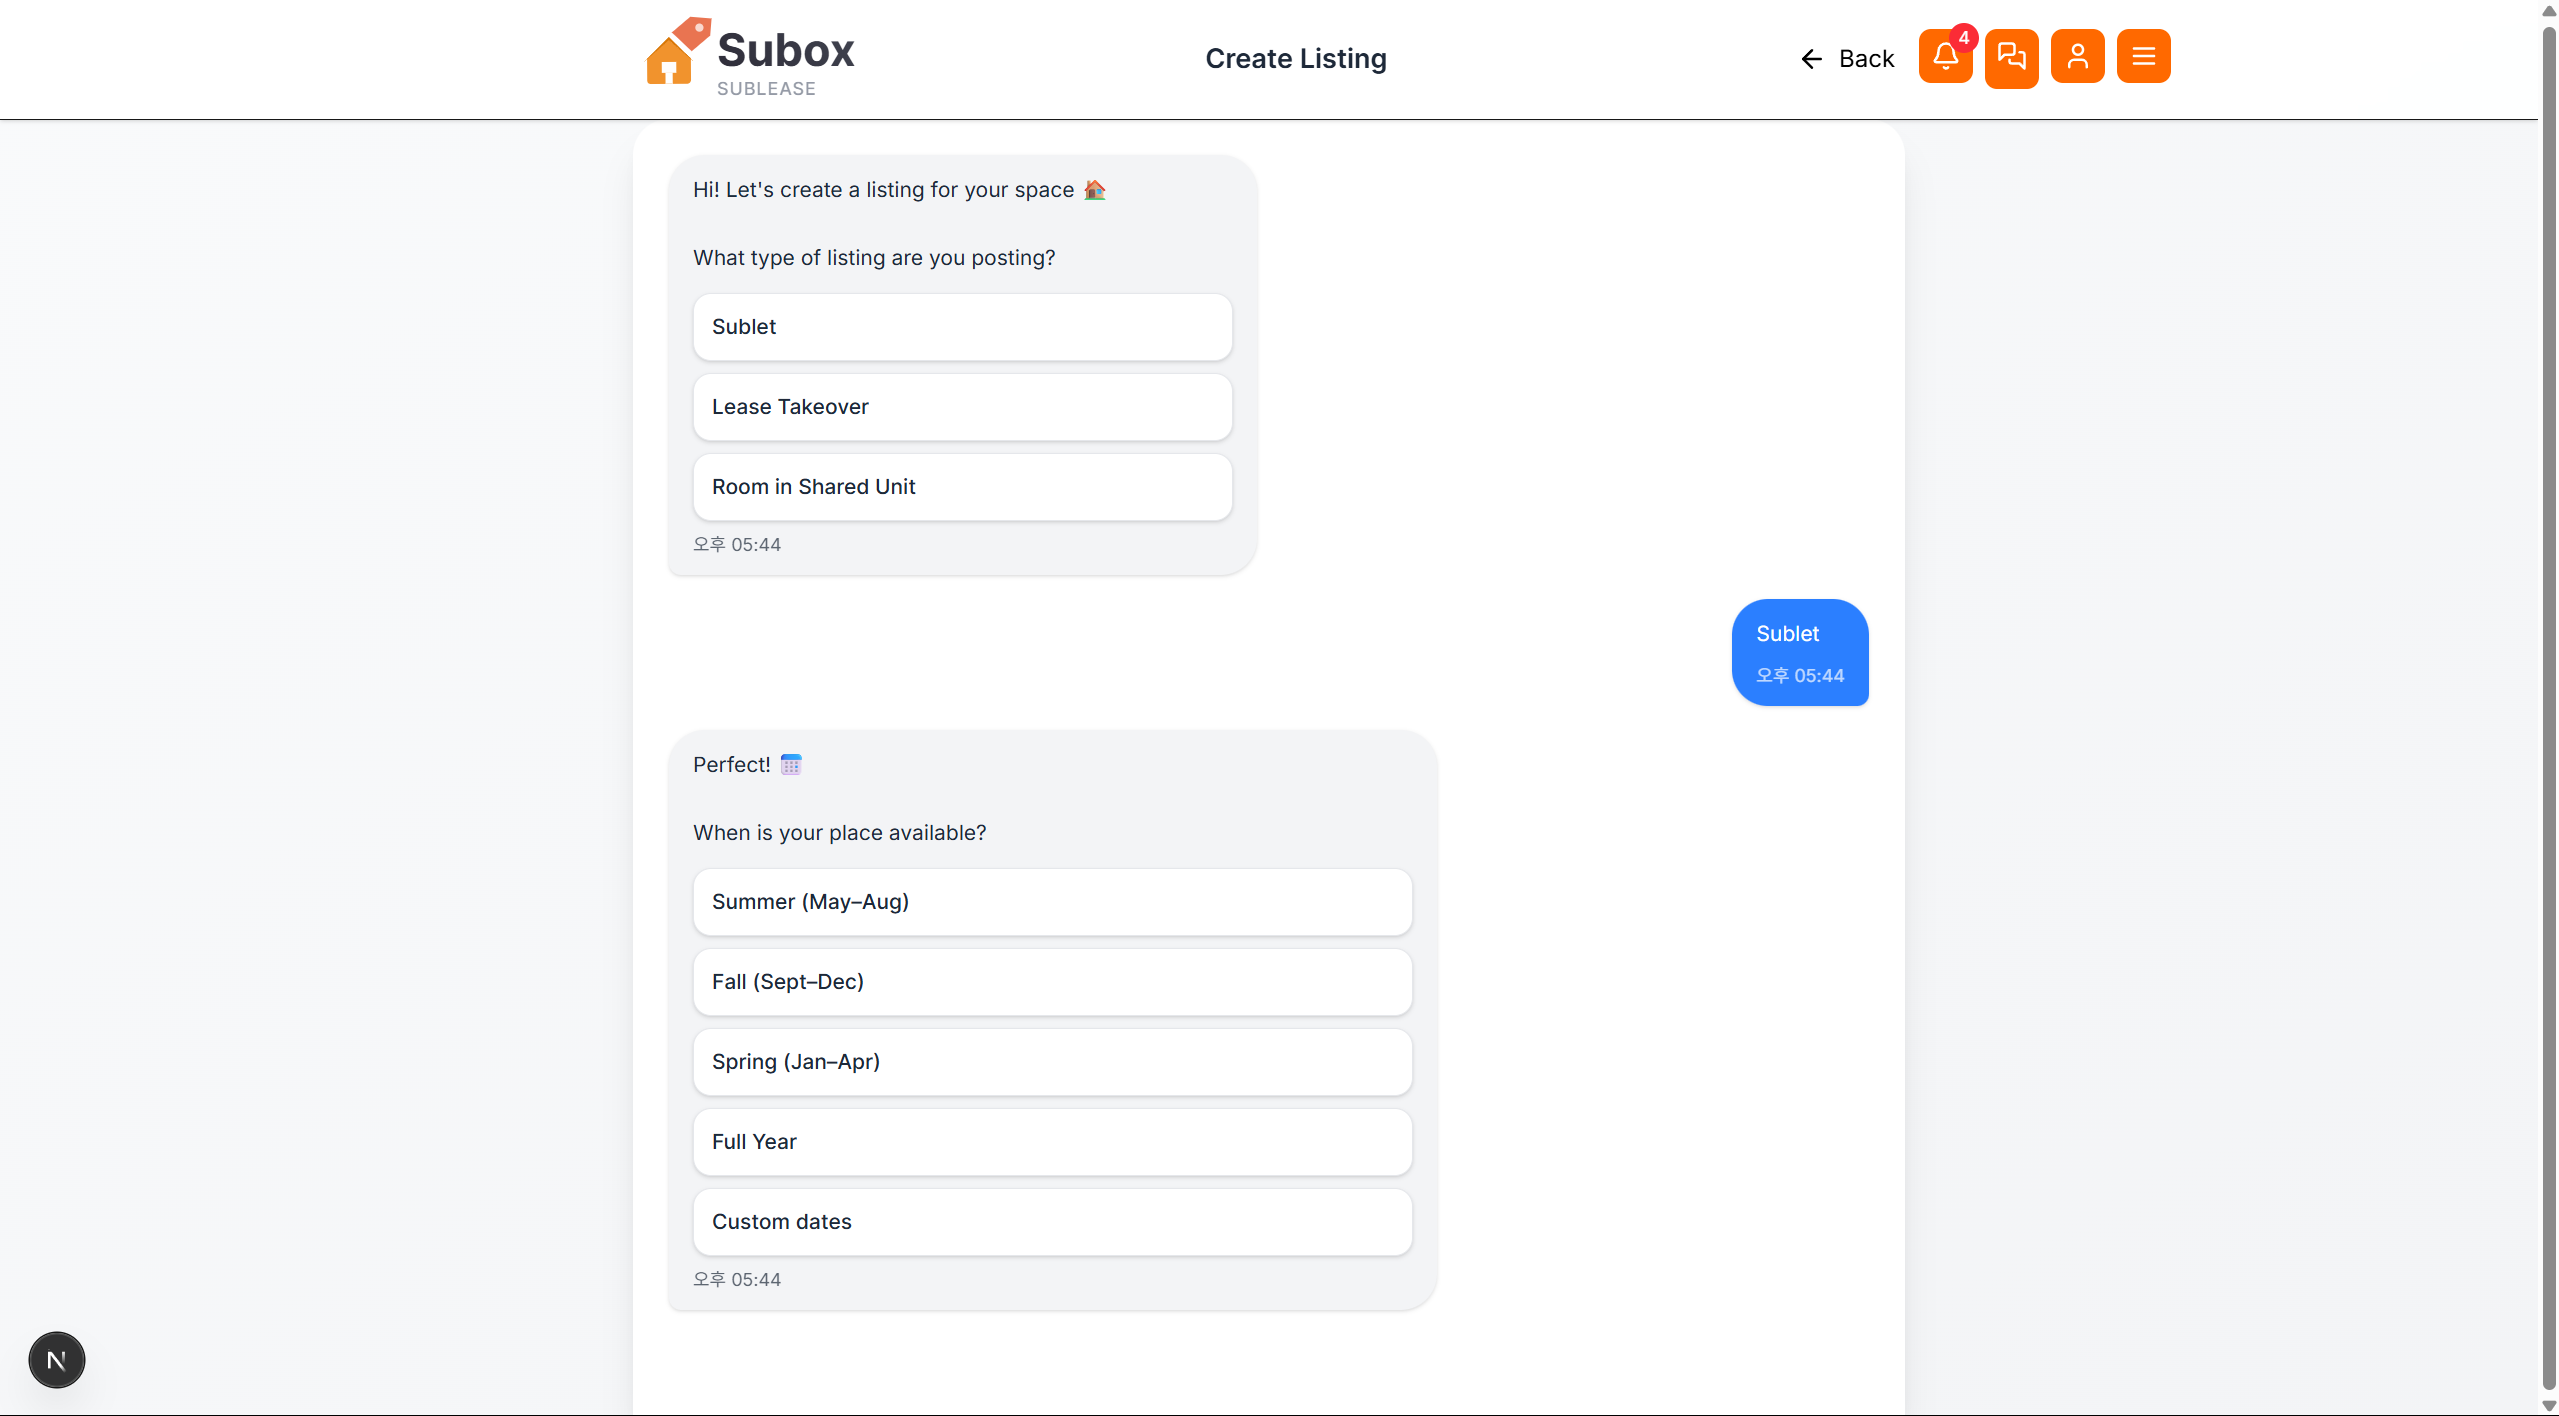 Subox
SUBLEASE
Create Listing
← Back
4
Hi! Let's create a listing for your space 🏠
What type of listing are you posting?
Sublet
Lease Takeover
Room in Shared Unit
오후 05:44
Sublet
오후 05:44
Perfect! 📅
When is your place available?
Summer (May–Aug)
Fall (Sept–Dec)
Spring (Jan–Apr)
Full Year
Custom dates
오후 05:44
N